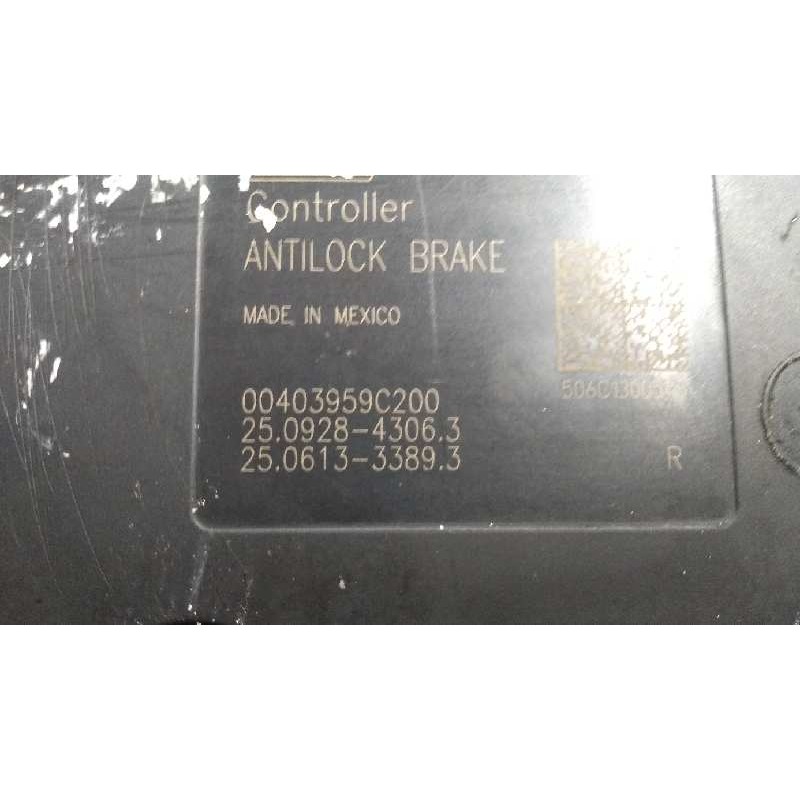 Controller
ANTILOCK BRAKE
MADE IN MEXICO
00403959C200
25.0928-4306.3
25.0613-3389.3
R